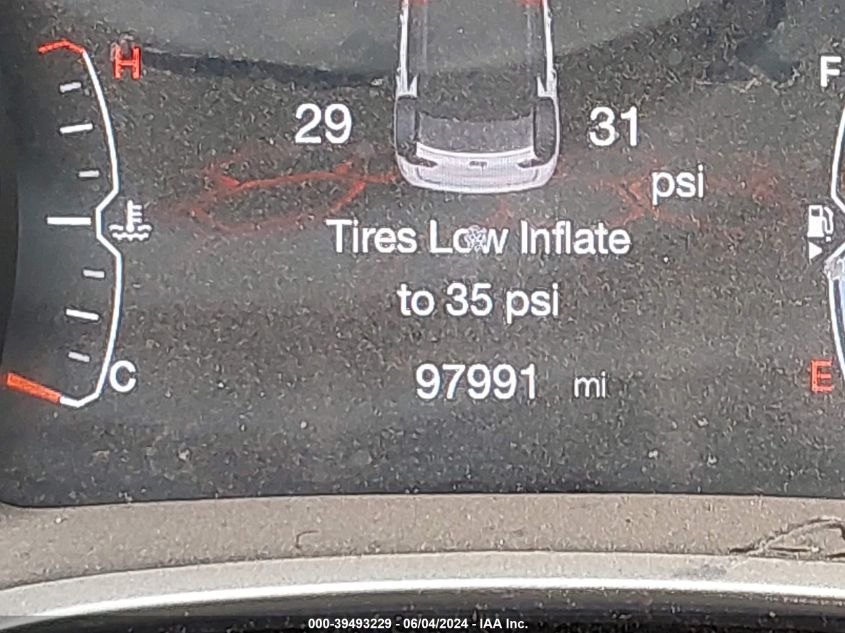 H
F
29 31
psi
Tires Low Inflate
to 35 psi
C
97991 mi
E
000-39493229 - 06/04/2024 - IAA Inc.